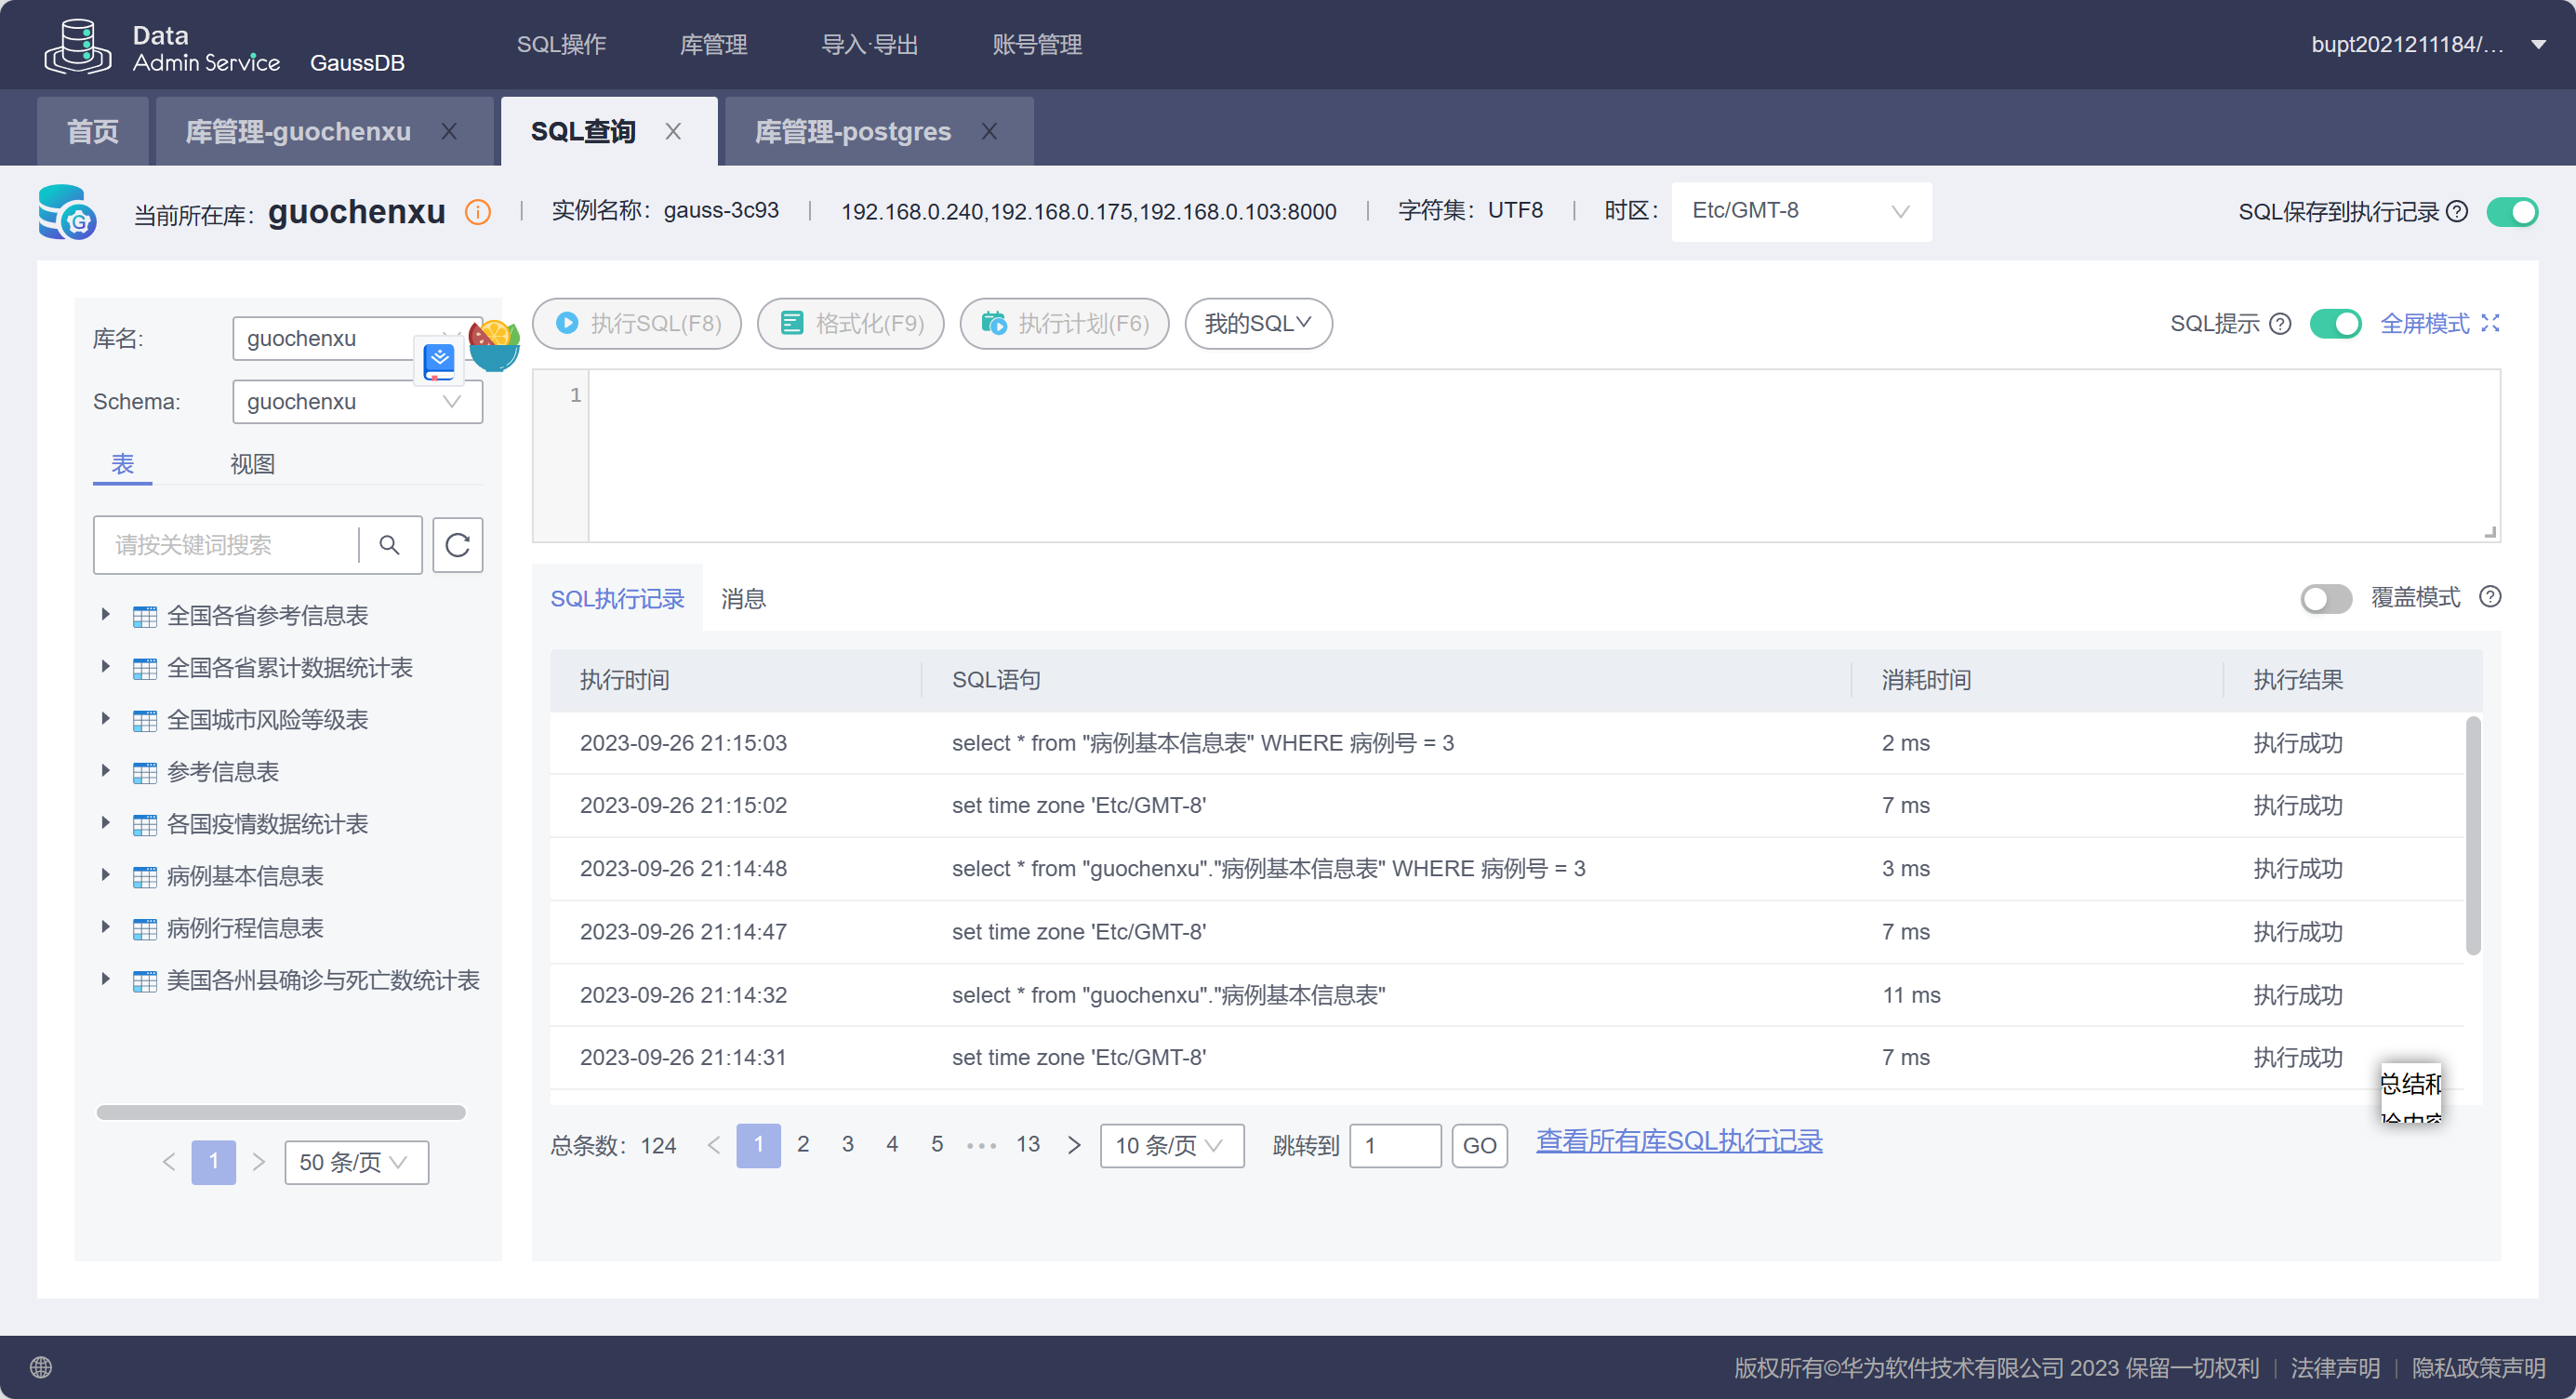 Data
Admin Service GaussDB
SQL操作 库管理 导入·导出 账号管理
bupt2021211184/...
首页 库管理-guochenxu SQL查询 库管理-postgres
当前所在库： guochenxu 实例名称：gauss-3c93 192.168.0.240,192.168.0.175,192.168.0.103:8000 字符集：UTF8 时区： Etc/GMT-8 SQL保存到执行记录
库名: guochenxu
Schema: guochenxu
表 视图
请按关键词搜索
全国各省参考信息表
全国各省累计数据统计表
全国城市风险等级表
参考信息表
各国疫情数据统计表
病例基本信息表
病例行程信息表
美国各州县确诊与死亡数统计表
1 50 条/页
执行SQL(F8) 格式化(F9) 执行计划(F6) 我的SQL SQL提示 全屏模式
1
SQL执行记录 消息 覆盖模式
执行时间 SQL语句 消耗时间 执行结果
2023-09-26 21:15:03 select * from "病例基本信息表" WHERE 病例号 = 3 2 ms 执行成功
2023-09-26 21:15:02 set time zone 'Etc/GMT-8' 7 ms 执行成功
2023-09-26 21:14:48 select * from "guochenxu"."病例基本信息表" WHERE 病例号 = 3 3 ms 执行成功
2023-09-26 21:14:47 set time zone 'Etc/GMT-8' 7 ms 执行成功
2023-09-26 21:14:32 select * from "guochenxu"."病例基本信息表" 11 ms 执行成功
2023-09-26 21:14:31 set time zone 'Etc/GMT-8' 7 ms 执行成功
总结和
总条数：124 1 2 3 4 5 ••• 13 10 条/页 跳转到 1 GO 查看所有库SQL执行记录
版权所有©华为软件技术有限公司 2023 保留一切权利 | 法律声明 | 隐私政策声明